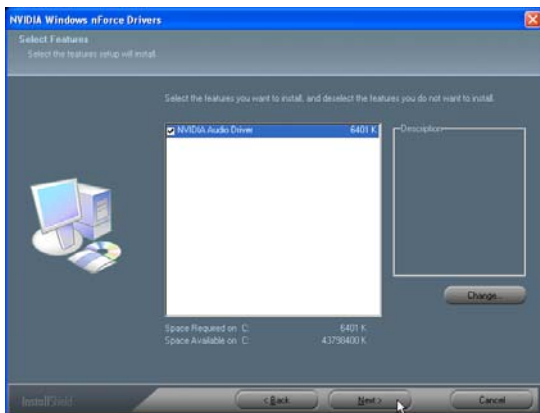 NVIDIA Windows nForce Drivers
Select Features
Select the features setup will install.
Select the features you want to install, and deselect the features you do not want to install.
NVIDIA Audio Driver 6401 K
Description
Change...
Space Required on C: 6401 K
Space Available on C: 43798400 K
InstallShield
< Back
Next >
Cancel